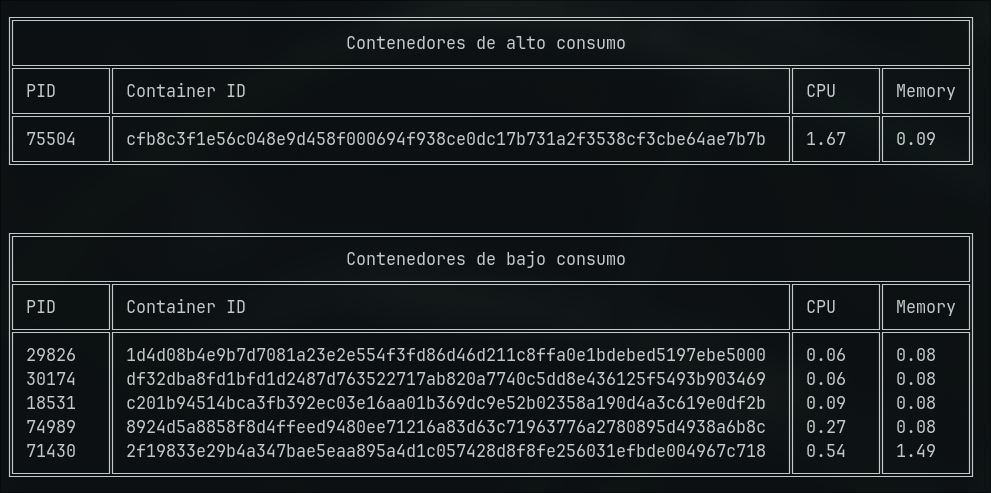 Contenedores de alto consumo
PID Container ID CPU Memory
75504 cfb8c3f1e56c048e9d458f000694f938ce0dc17b731a2f3538cf3cbe64ae7b7b 1.67 0.09
Contenedores de bajo consumo
PID Container ID CPU Memory
29826 1d4d08b4e9b7d7081a23e2e554f3fd86d46d211c8ffa0e1bdebed5197ebe5000 0.06 0.08
30174 df32dba8fd1bfd1d2487d763522717ab820a7740c5dd8e436125f5493b903469 0.06 0.08
18531 c201b94514bca3fb392ec03e16aa01b369dc9e52b02358a190d4a3c619e0df2b 0.09 0.08
74989 8924d5a8858f8d4ffeed9480ee71216a83d63c71963776a2780895d4938a6b8c 0.27 0.08
71430 2f19833e29b4a347bae5eaa895a4d1c057428d8f8fe256031efbde004967c718 0.54 1.49